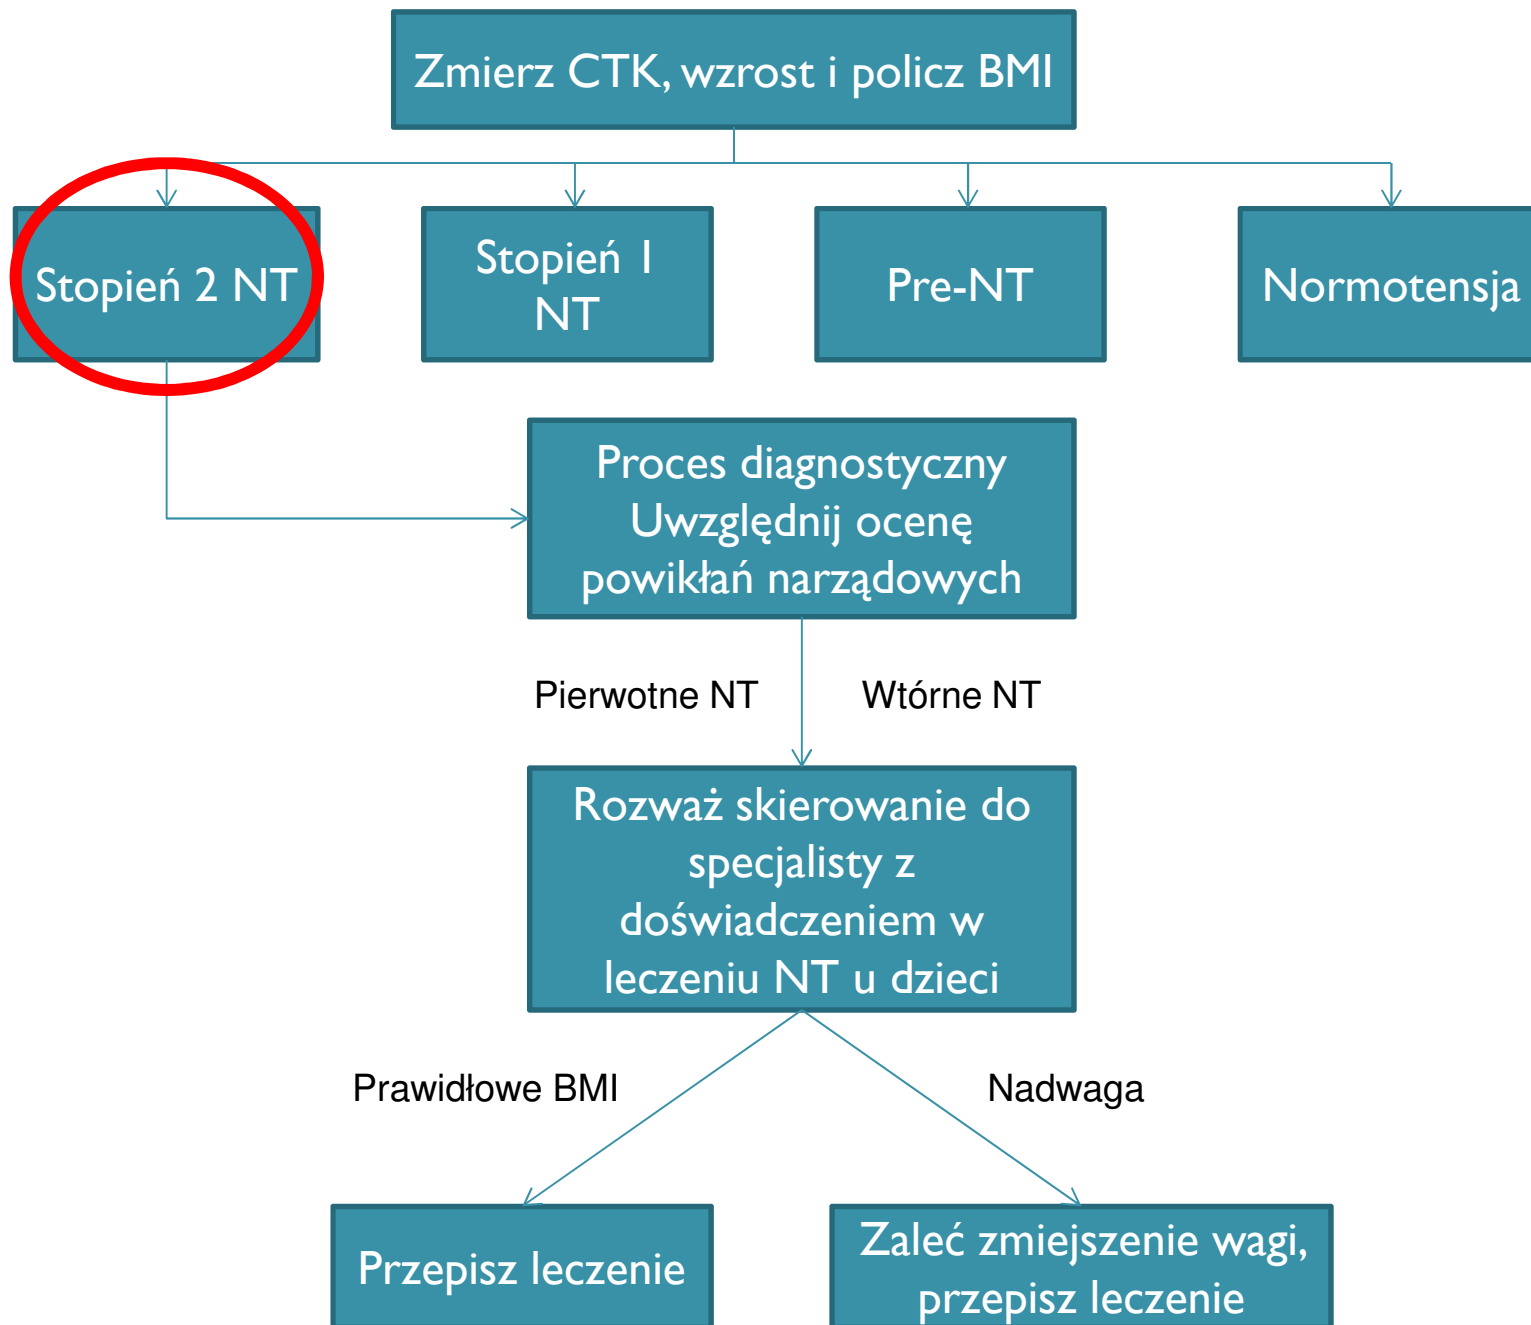 Zmierz CTK, wzrost i policz BMI
Stopień 2 NT
Stopień 1
NT
Pre-NT
Normotensja
Proces diagnostyczny
Uwzględnij ocenę
powikłań narządowych
Pierwotne NT
Wtórne NT
Rozważ skierowanie do
specjalisty z
doświadczeniem w
leczeniu NT u dzieci
Prawidłowe BMI
Nadwaga
Przepisz leczenie
Zaleć zmiejszenie wagi,
przepisz leczenie